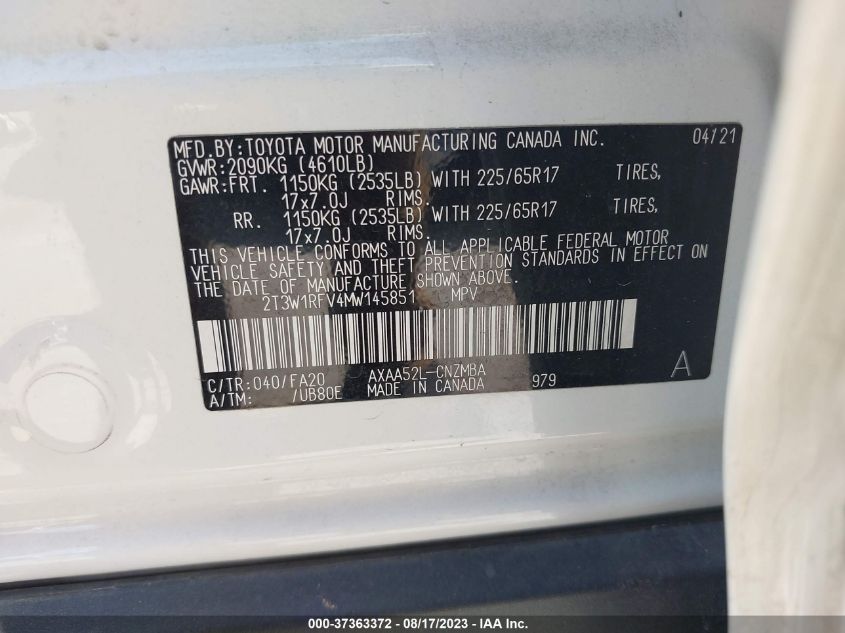 MFD.BY:TOYOTA MOTOR MANUFACTURING CANADA INC. 04/21
GVWR:2090KG (4610LB)
GAWR:FRT. 1150KG (2535LB) WITH 225/65R17 TIRES,
17x7.0J RIMS.
RR. 1150KG (2535LB) WITH 225/65R17 TIRES,
17x7.0J RIMS.
THIS VEHICLE CONFORMS TO ALL APPLICABLE FEDERAL MOTOR
VEHICLE SAFETY AND THEFT PREVENTION STANDARDS IN EFFECT ON
THE DATE OF MANUFACTURE SHOWN ABOVE.
2T3W1RFV4MW145851 MPV
C/TR:040/FA20 AXAA52L-CNZMBA A
A/TM: /UB80E MADE IN CANADA 979
000-37363372 - 08/17/2023 - IAA Inc.